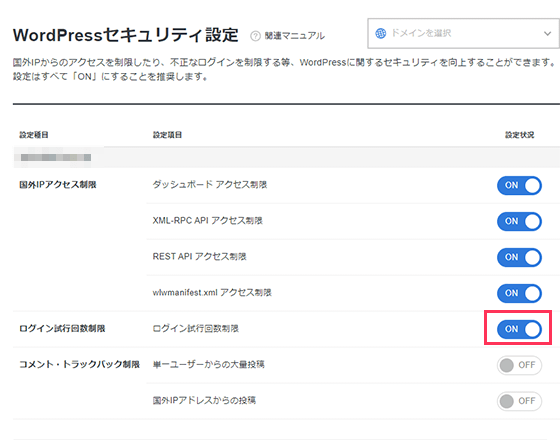 WordPressセキュリティ設定 ? 関連マニュアル ドメインを選択
国外IPからのアクセスを制限したり、不正なログインを制限する等、WordPressに関するセキュリティを向上することができます。
設定はすべて「ON」にすることを推奨します。
設定種目 設定項目 設定状況
国外IPアクセス制限 ダッシュボード アクセス制限 ON
XML-RPC API アクセス制限 ON
REST API アクセス制限 ON
wlwmanifest.xml アクセス制限 ON
ログイン試行回数制限 ログイン試行回数制限 ON
コメント・トラックバック制限 単一ユーザーからの大量投稿 OFF
国外IPアドレスからの投稿 OFF